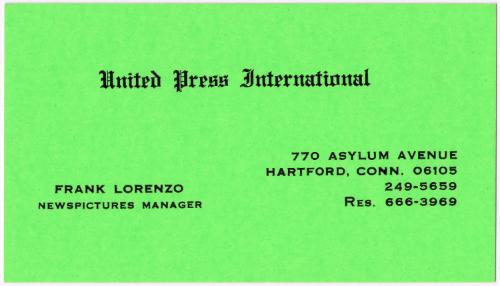 United Press International
770 ASYLUM AVENUE
HARTFORD, CONN. 06105
249-5659
RES. 666-3969
FRANK LORENZO
NEWSPICTURES MANAGER